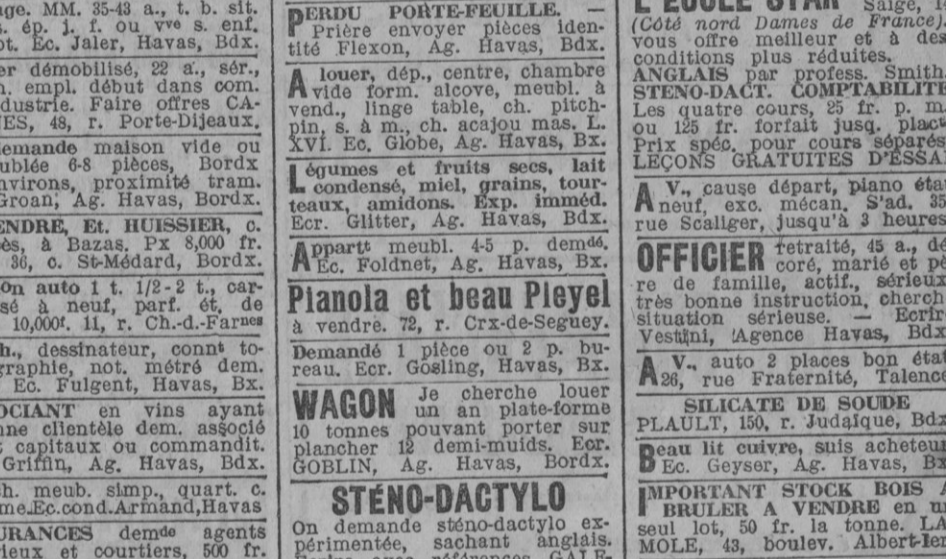 age. MM. 35-43 a., t. b. sit.
s. ép. j. f. ou vve s. enf.
ot. Ec. Jaler, Havas, Bdx.
er démobilisé, 22 a., sér.,
n. empl. début dans com.
dustrie. Faire offres CA-
NES, 48, r. Porte-Dijeaux.
demande maison vide ou
ublée 6-8 pièces, Bordx
nvirons, proximité tram.
Groan, Ag. Havas, Bordx.
ENDRE, Et. HUISSIER, c.
ès, à Bazas. Px 8,000 fr.
36, c. St-Médard, Bordx.
on auto 1 t. 1/2-2 t., car-
sé à neuf, parf. ét. de
10,000f. 11, r. Ch.-d.-Farnes
h., dessinateur, connt to-
graphie, not. métré dem.
Ec. Fulgent, Havas, Bx.
OCIANT en vins ayant
nne clientèle dem. associé
t capitaux ou commandit.
Griffin, Ag. Havas, Bdx.
h. meub. simp., quart. c.
me.Ec.cond.Armand,Havas
URANCES demde agents
rieux et courtiers, 500 fr.
PERDU PORTE-FEUILLE. —
Prière envoyer pièces iden-
tité Flexon, Ag. Havas, Bdx.
A louer, dép., centre, chambre
vide form. alcove, meubl. à
vend., linge table, ch. pitch-
pin, s. à m., ch. acajou mas. L.
XVI. Ec. Globe, Ag. Havas, Bx.
Légumes et fruits secs, lait
condensé, miel, grains, tour-
teaux, amidons. Exp. imméd.
Ecr. Glitter, Ag. Havas, Bdx.
Appartt meubl. 4-5 p. demdé.
Ec. Foldnet, Ag. Havas, Bx.
Pianola et beau Pleyel
à vendre. 72, r. Crx-de-Seguey.
Demandé 1 pièce ou 2 p. bu-
reau. Ecr. Gosling, Havas, Bx.
WAGON Je cherche louer
un an plate-forme
10 tonnes pouvant porter sur
plancher 12 demi-muids. Ecr.
GOBLIN, Ag. Havas, Bordx.
STÉNO-DACTYLO
On demande sténo-dactylo ex-
périmentée, sachant anglais.
L'ECOLE STAR Saige, 1
(Côté nord Dames de France)
vous offre meilleur et à des
conditions plus réduites.
ANGLAIS par profess. Smith.
STENO-DACT. COMPTABILITE
Les quatre cours, 25 fr. p. m.
ou 125 fr. forfait jusq. plact
Prix spéc. pour cours séparés
LEÇONS GRATUITES D'ESSA
A V., cause départ, piano éta
neuf, exc. mécan. S'ad. 35
rue Scaliger, jusqu'à 3 heures
OFFICIER retraité, 45 a., dé
coré, marié et pè
re de famille, actif, sérieux
très bonne instruction, cherch
situation sérieuse. — Ecrir
Vestini, Agence Havas, Bdx
A V., auto 2 places bon état
26, rue Fraternité, Talence
SILICATE DE SOUDE
PLAULT, 150, r. Judaïque, Bdx
Beau lit cuivre, suis acheteu
Ec. Geyser, Ag. Havas, Bx
IMPORTANT STOCK BOIS A
BRULER A VENDRE en u
seul lot, 50 fr. la tonne. LA
MOLE, 43, boulev. Albert-Ier